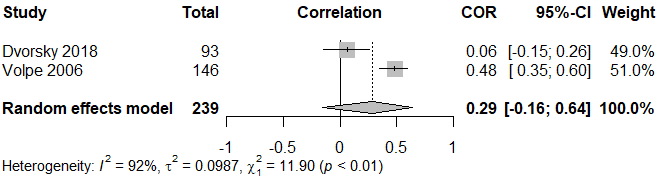 Study Total Correlation COR 95%-CI Weight
Dvorsky 2018 93 0.06 [-0.15; 0.26] 49.0%
Volpe 2006 146 0.48 [ 0.35; 0.60] 51.0%
Random effects model 239 0.29 [-0.16; 0.64] 100.0%
-1 -0.5 0 0.5 1
Heterogeneity: I² = 92%, τ² = 0.0987, χ²₁ = 11.90 (p < 0.01)